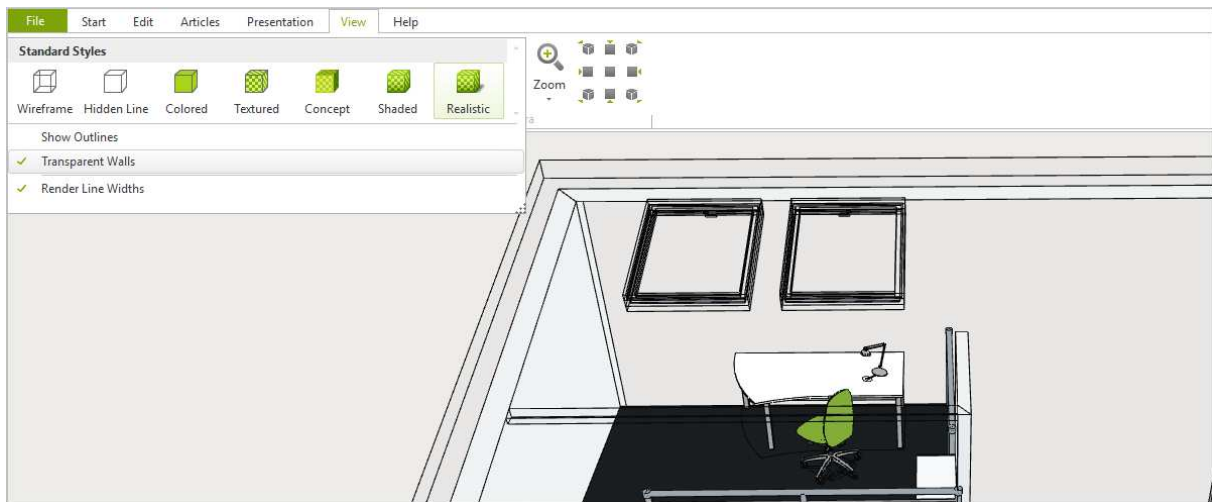 File Start Edit Articles Presentation View Help
Standard Styles
Wireframe Hidden Line Colored Textured Concept Shaded Realistic
Zoom
Show Outlines
Transparent Walls
Render Line Widths